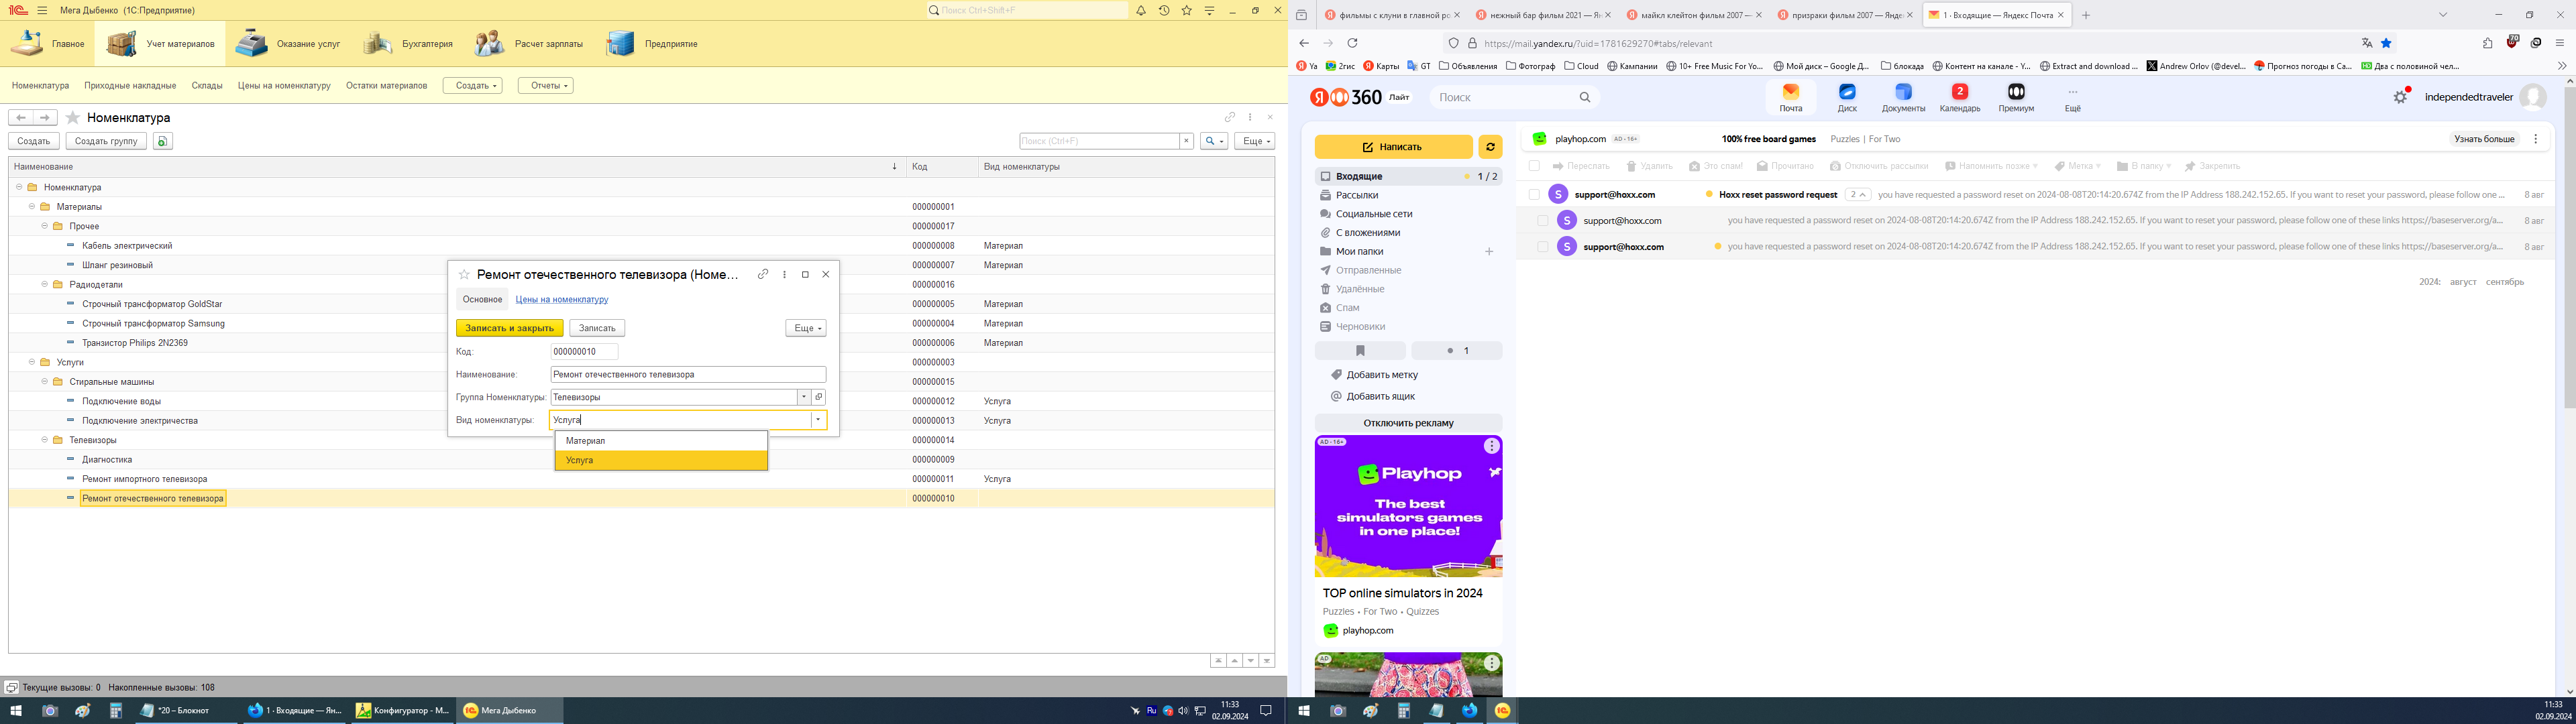 Мега Дыбенко (1С:Предприятие)
Поиск Ctrl+Shift+F
Главное
Учет материалов
Оказание услуг
Бухгалтерия
Расчет зарплаты
Предприятие
Номенклатура Приходные накладные Склады Цены на номенклатуру Остатки материалов Создать Отчеты
Номенклатура
Создать Создать группу Поиск (Ctrl+F) × Еще
Наименование ↓ Код Вид номенклатуры
Номенклатура
Материалы 000000001
Прочее 000000017
Кабель электрический 000000008 Материал
Шланг резиновый 000000007 Материал
Радиодетали 000000016
Строчный трансформатор GoldStar 000000005 Материал
Строчный трансформатор Samsung 000000004 Материал
Транзистор Philips 2N2369 000000006 Материал
Услуги 000000003
Стиральные машины 000000015
Подключение воды 000000012 Услуга
Подключение электричества 000000013 Услуга
Телевизоры 000000014
Диагностика 000000009
Ремонт импортного телевизора 000000011 Услуга
Ремонт отечественного телевизора 000000010
Ремонт отечественного телевизора (Номе...
Основное Цены на номенклатуру
Записать и закрыть Записать Еще
Код: 000000010
Наименование: Ремонт отечественного телевизора
Группа Номенклатуры: Телевизоры
Вид номенклатуры: Услуга
Материал
Услуга
Текущие вызовы: 0 Накопленные вызовы: 108
*20 – Блокнот
1 · Входящие — Ян...
Конфигуратор - М...
Мега Дыбенко
Ru
11:33
02.09.2024
фильмы с клуни в главной ро
нежный бар фильм 2021 — Я
майкл клейтон фильм 2007 —
призраки фильм 2007 — Янде
1 · Входящие — Яндекс Почта
https://mail.yandex.ru/?uid=1781629270#tabs/relevant
70
Ya 2гис Карты GT Объявления Фотограф Cloud Кампании 10+ Free Music For Yo... Мой диск – Google Д... блокада Контент на канале - Y... Extract and download ... Andrew Orlov (@devel... Прогноз погоды в Са... Два с половиной чел...
Я 360 Лайт
Поиск
Почта
Диск
Документы
2
Календарь
Премиум
Ещё
independedtraveler
Написать
Входящие 1 / 2
Рассылки
Социальные сети
С вложениями
Мои папки
Отправленные
Удалённые
Спам
Черновики
1
Добавить метку
Добавить ящик
Отключить рекламу
AD · 16+
Playhop
The best
simulators games
in one place!
TOP online simulators in 2024
Puzzles • For Two • Quizzes
playhop.com
AD
playhop.com AD · 16+ 100% free board games Puzzles | For Two Узнать больше
Переслать Удалить Это спам! Прочитано Отключить рассылки Напомнить позже Метка В папку Закрепить
S support@hoxx.com Hoxx reset password request 2 you have requested a password reset on 2024-08-08T20:14:20.674Z from the IP Address 188.242.152.65. If you want to reset your password, please follow one ... 8 авг
S support@hoxx.com you have requested a password reset on 2024-08-08T20:14:20.674Z from the IP Address 188.242.152.65. If you want to reset your password, please follow one of these links https://baseserver.org/a... 8 авг
S support@hoxx.com you have requested a password reset on 2024-08-08T20:14:20.674Z from the IP Address 188.242.152.65. If you want to reset your password, please follow one of these links https://baseserver.org/a... 8 авг
2024: август сентябрь
11:33
02.09.2024